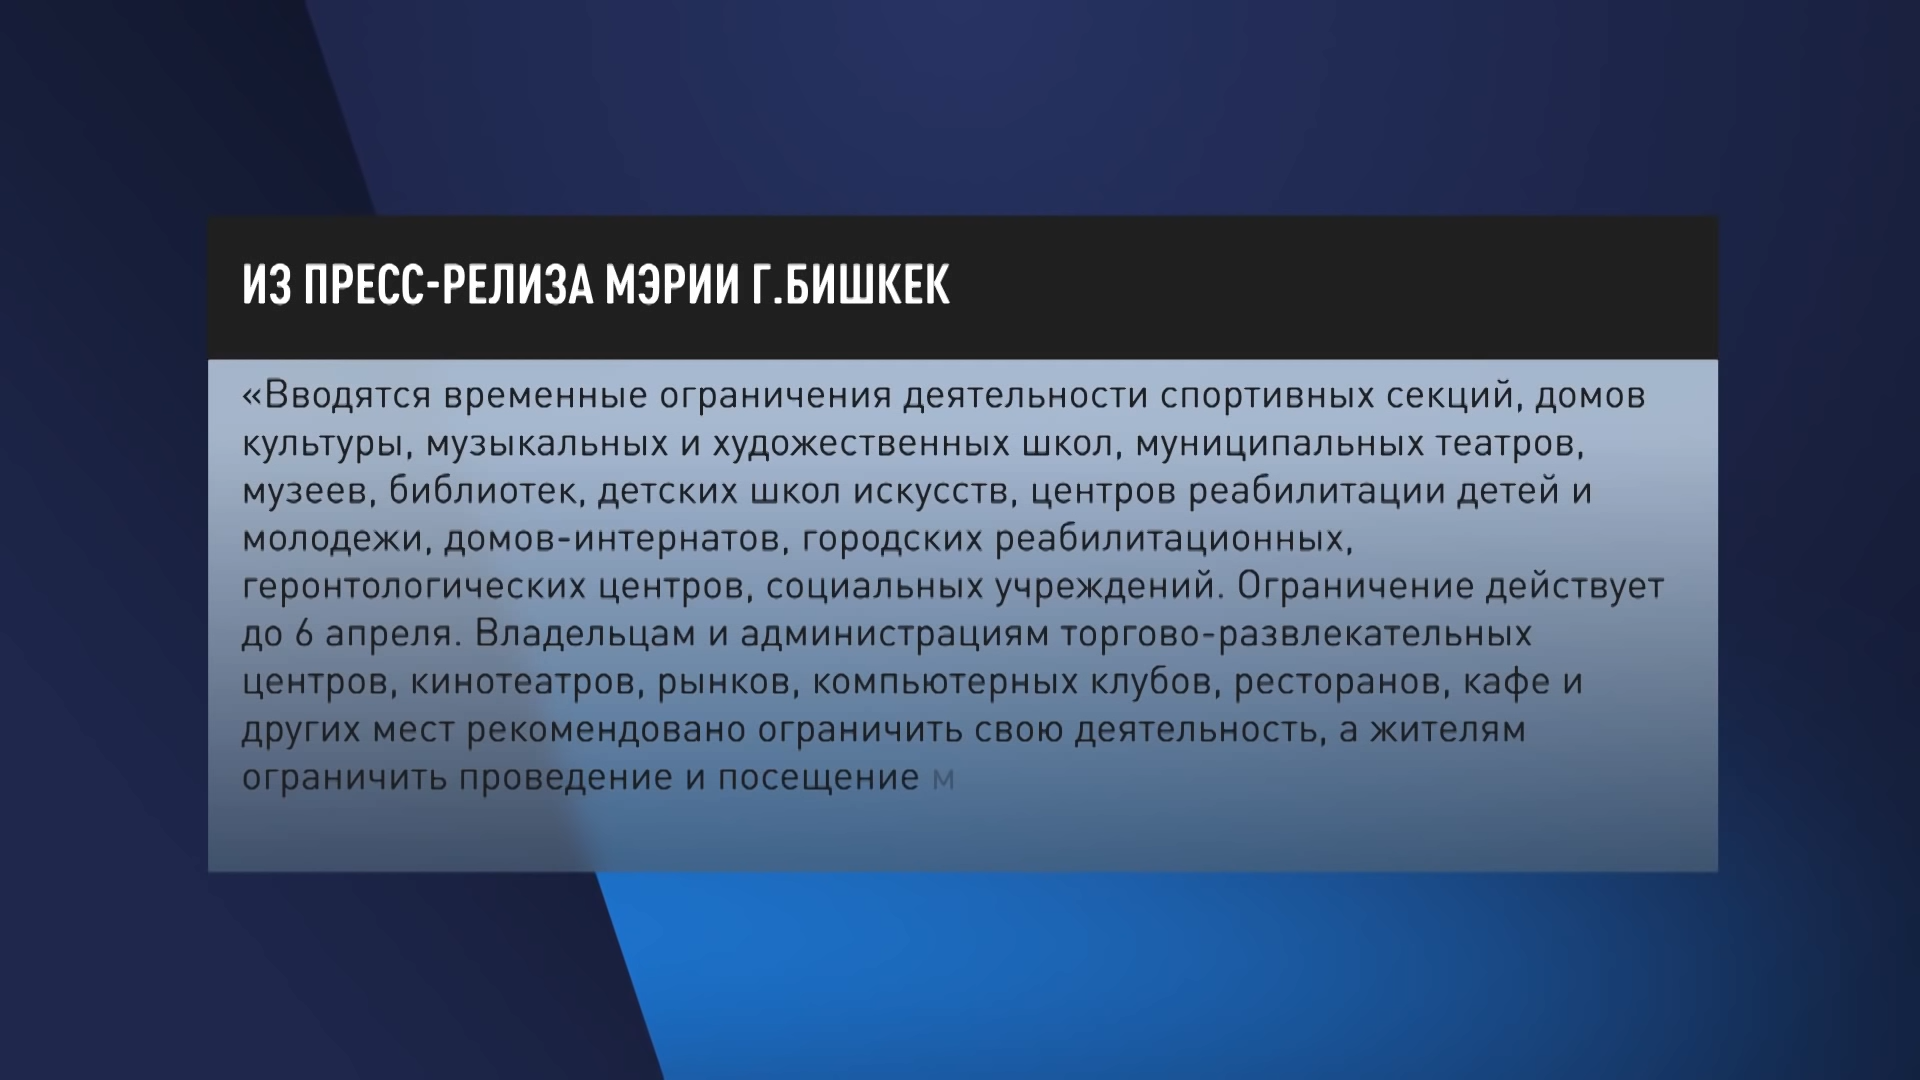 ИЗ ПРЕСС-РЕЛИЗА МЭРИИ Г.БИШКЕК
«Вводятся временные ограничения деятельности спортивных секций, домов
культуры, музыкальных и художественных школ, муниципальных театров,
музеев, библиотек, детских школ искусств, центров реабилитации детей и
молодежи, домов-интернатов, городских реабилитационных,
геронтологических центров, социальных учреждений. Ограничение действует
до 6 апреля. Владельцам и администрациям торгово-развлекательных
центров, кинотеатров, рынков, компьютерных клубов, ресторанов, кафе и
других мест рекомендовано ограничить свою деятельность, а жителям
ограничить проведение и посещение м